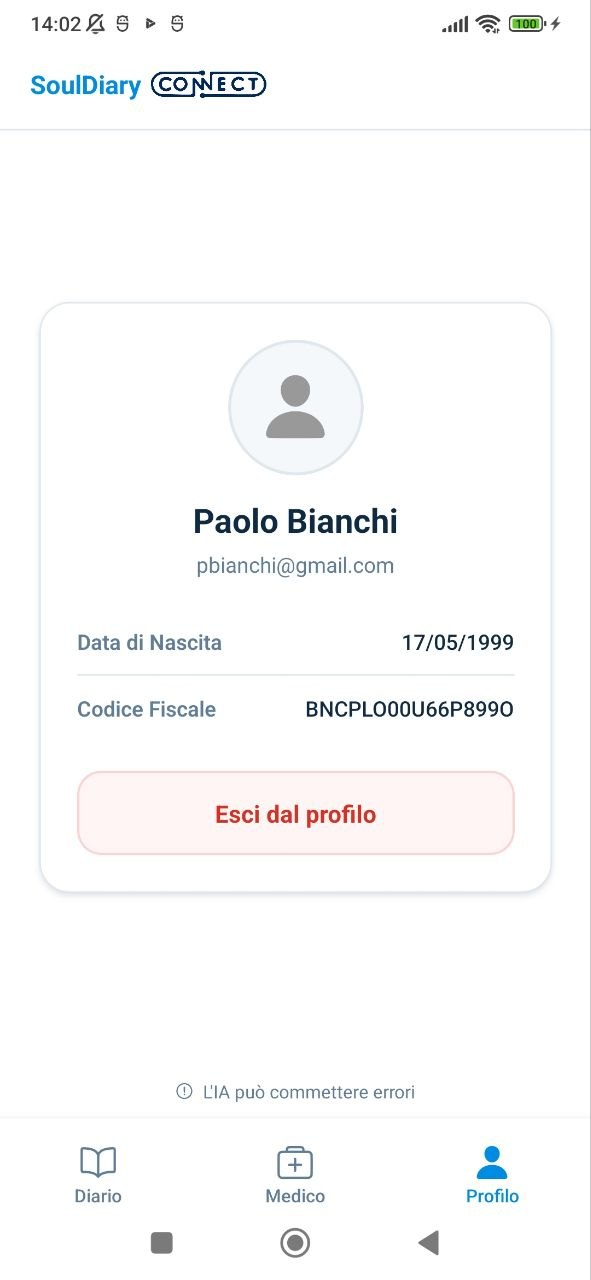 14:02
100
SoulDiary CONNECT
Paolo Bianchi
pbianchi@gmail.com
Data di Nascita 17/05/1999
Codice Fiscale BNCPLO00U66P899O
Esci dal profilo
L'IA può commettere errori
Diario Medico Profilo